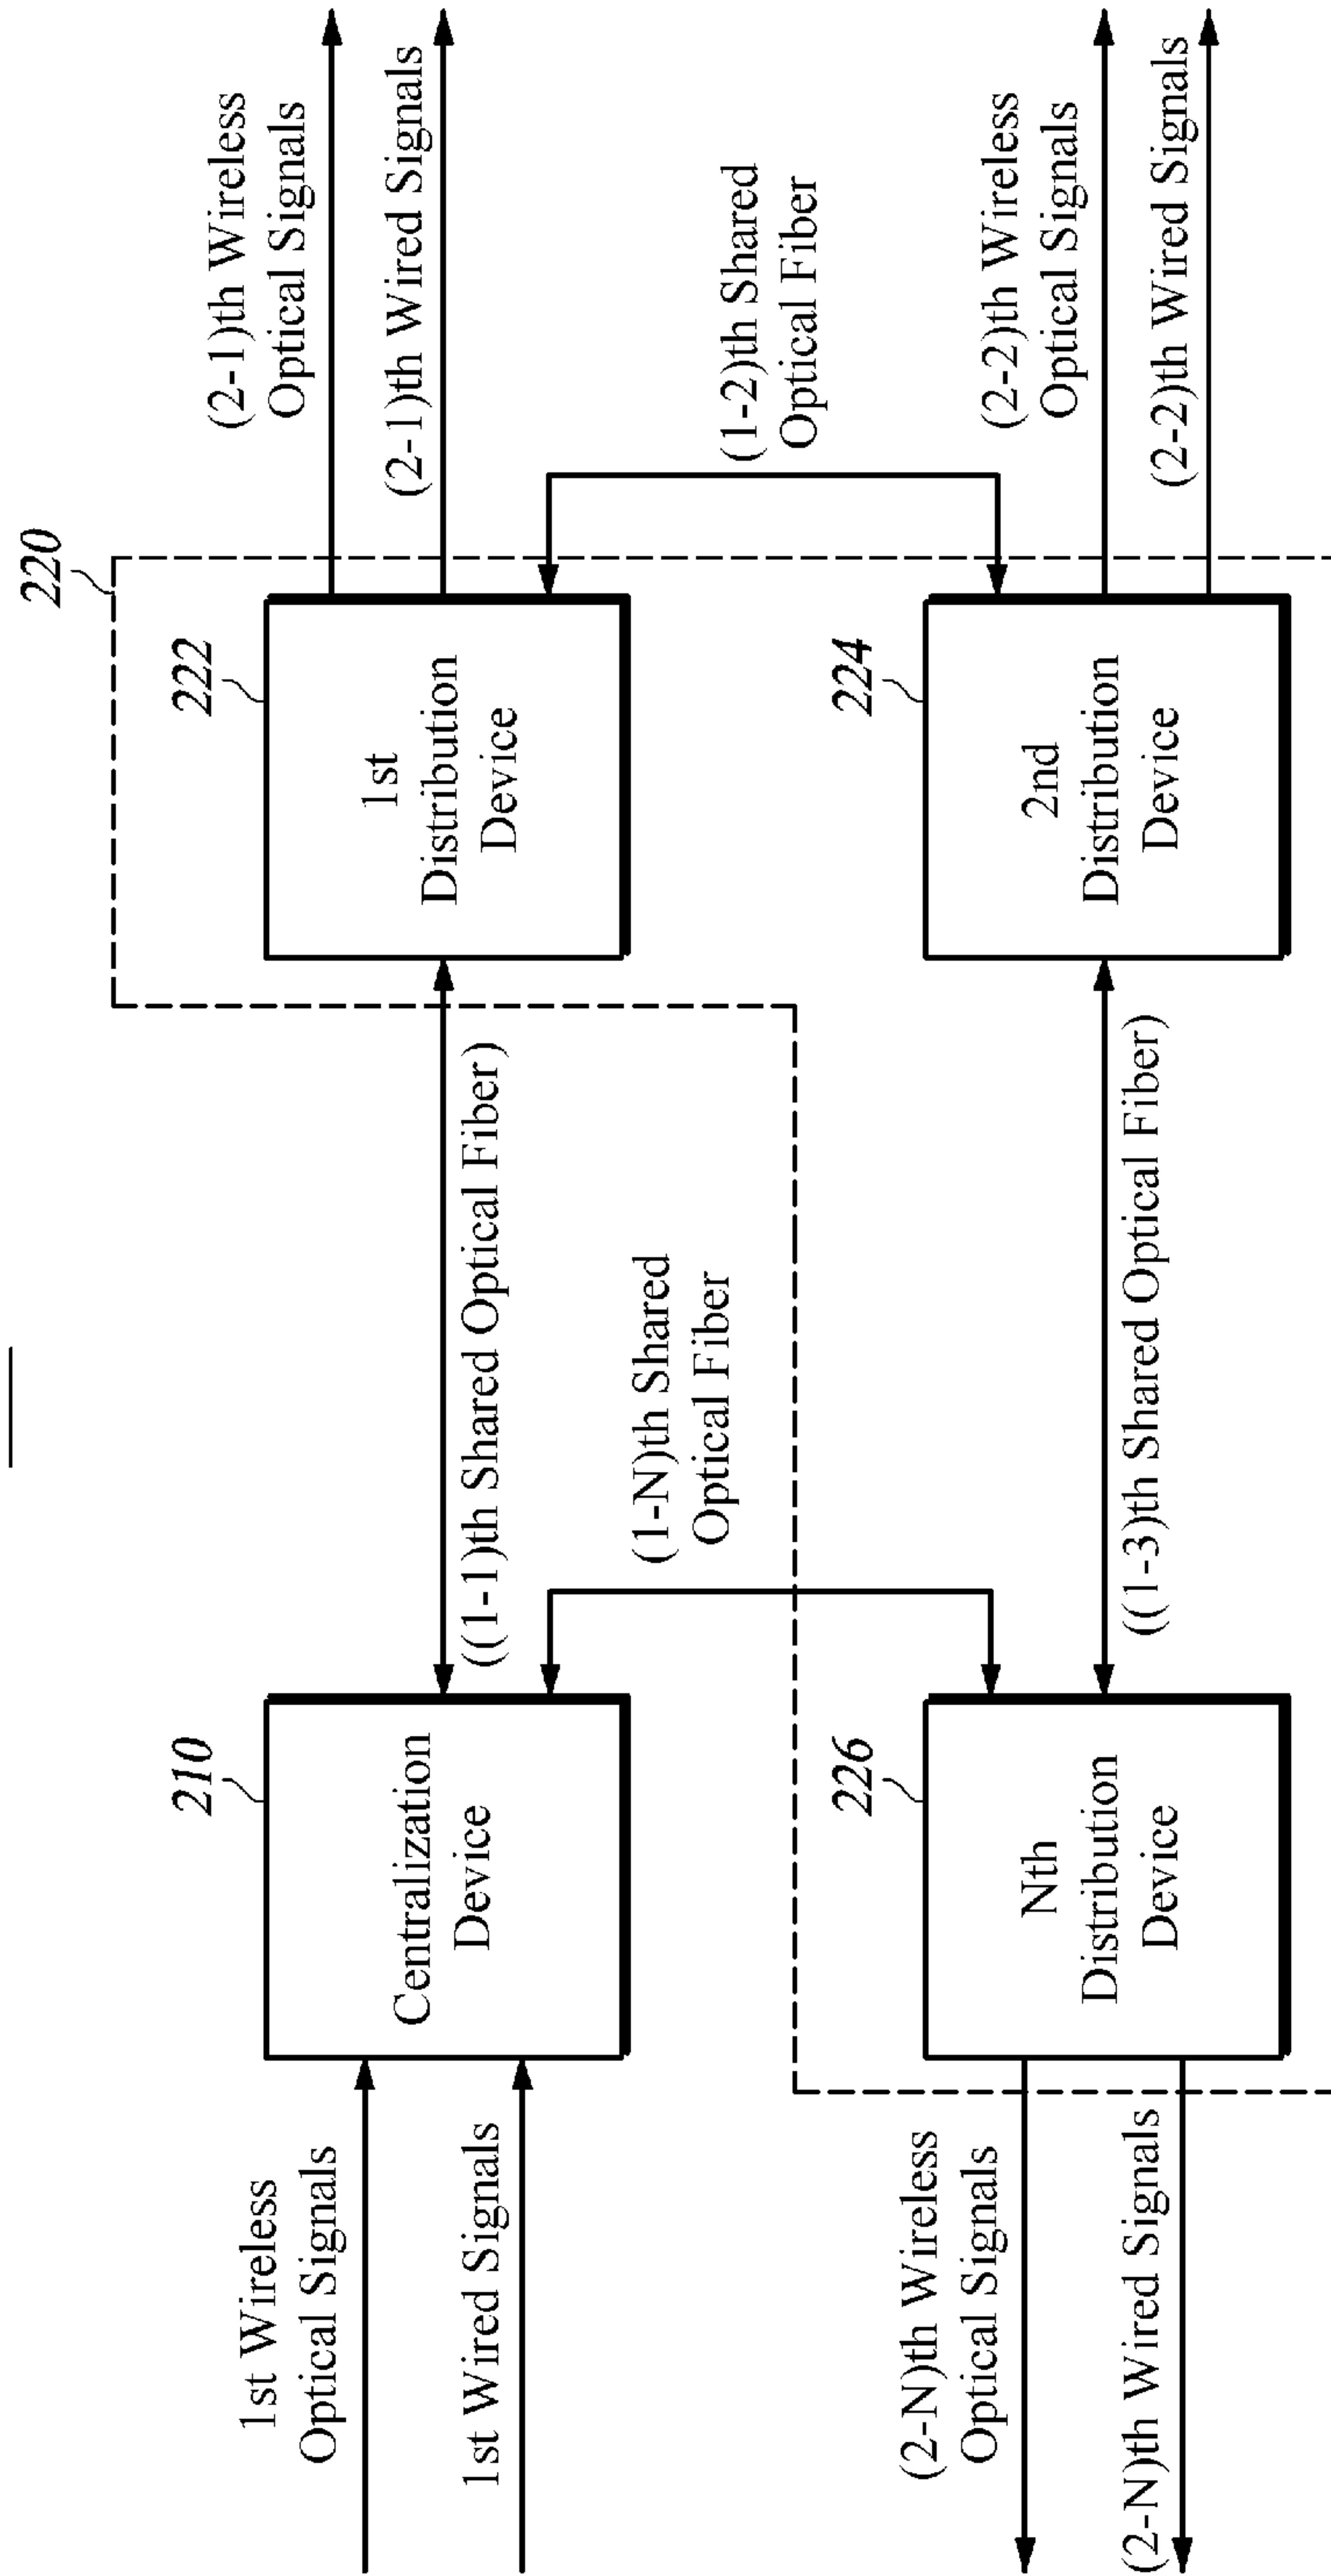 220
1st Wireless
Optical Signals
1st Wired Signals
210
Centralization
Device
((1-1)th Shared Optical Fiber)
222
1st
Distribution
Device
(2-1)th Wireless
Optical Signals
(2-1)th Wired Signals
(1-N)th Shared
Optical Fiber
(1-2)th Shared
Optical Fiber
(2-N)th Wireless
Optical Signals
(2-N)th Wired Signals
226
Nth
Distribution
Device
((1-3)th Shared Optical Fiber)
224
2nd
Distribution
Device
(2-2)th Wireless
Optical Signals
(2-2)th Wired Signals